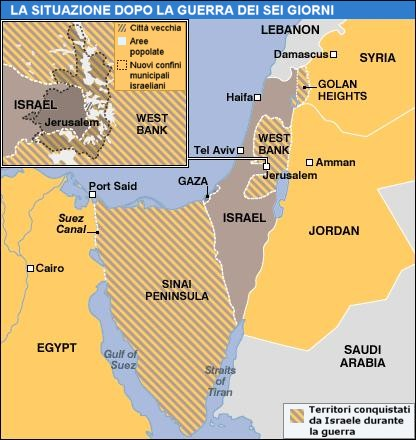 LA SITUAZIONE DOPO LA GUERRA DEI SEI GIORNI
Città vecchia
Aree
popolate
Nuovi confini
municipali
Israeliani
ISRAEL
Jerusalem
WEST
BANK
LEBANON
Damascus
SYRIA
GOLAN
HEIGHTS
Haifa
Tel Aviv
WEST
BANK
Amman
Jerusalem
GAZA
Port Said
Suez
Canal
ISRAEL
JORDAN
Cairo
SINAI
PENINSULA
EGYPT
Gulf of
Suez
Straits
of
Tiran
SAUDI
ARABIA
Territori conquistati
da Israele durante
la guerra